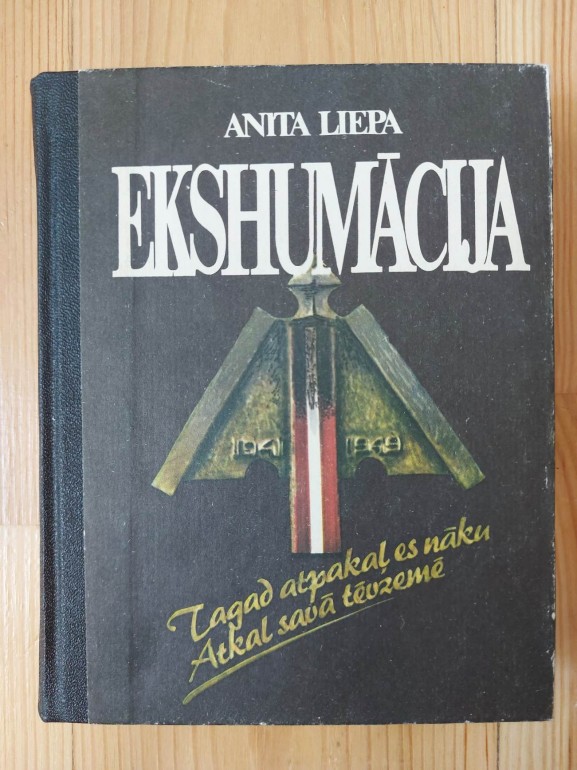 ANITA LIEPA
EKSHUMĀCIJA
1941 1949
Tagad atpakaļ es nāku
Atkal savā tēvzemē